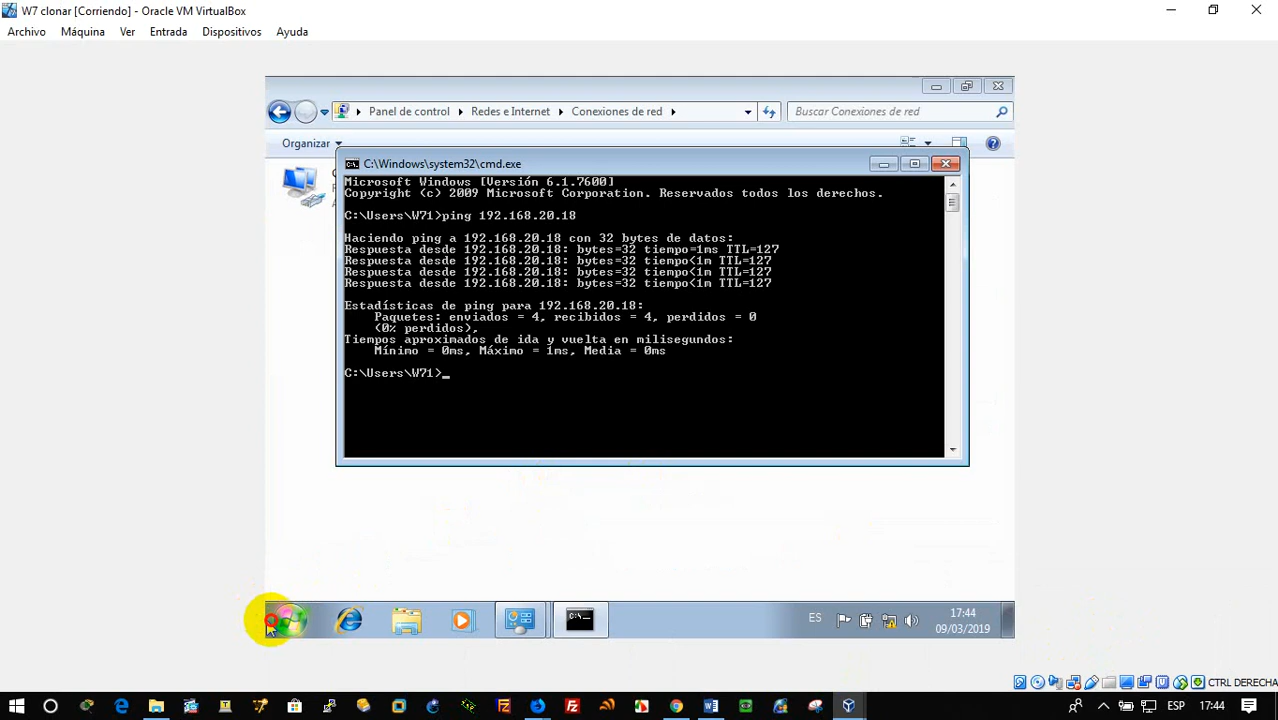 W7 clonar [Corriendo] - Oracle VM VirtualBox
Archivo Máquina Ver Entrada Dispositivos Ayuda
Panel de control Redes e Internet Conexiones de red Buscar Conexiones de red
Organizar
C:\Windows\system32\cmd.exe
Microsoft Windows [Versión 6.1.7600]
Copyright (c) 2009 Microsoft Corporation. Reservados todos los derechos.
C:\Users\W71>ping 192.168.20.18
Haciendo ping a 192.168.20.18 con 32 bytes de datos:
Respuesta desde 192.168.20.18: bytes=32 tiempo=1ms TTL=127
Respuesta desde 192.168.20.18: bytes=32 tiempo<1m TTL=127
Respuesta desde 192.168.20.18: bytes=32 tiempo<1m TTL=127
Respuesta desde 192.168.20.18: bytes=32 tiempo<1m TTL=127
Estadísticas de ping para 192.168.20.18:
Paquetes: enviados = 4, recibidos = 4, perdidos = 0
(0% perdidos),
Tiempos aproximados de ida y vuelta en milisegundos:
Mínimo = 0ms, Máximo = 1ms, Media = 0ms
C:\Users\W71>_
ES 17:44
09/03/2019
CTRL DERECHA
ESP 17:44